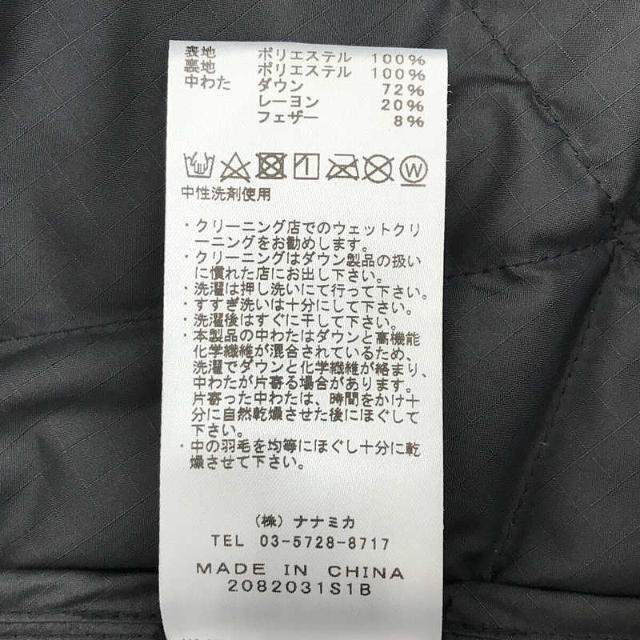 表地 ポリエステル 100%
裏地 ポリエステル 100%
中わた ダウン 72%
レーヨン 20%
フェザー 8%
中性洗剤使用
・クリーニング店でのウェットクリ
ーニングをお勧めします。
・クリーニングはダウン製品の扱い
に慣れた店にお出し下さい。
・洗濯は押し洗いにて行って下さい。
・すすぎ洗いは十分にして下さい。
・洗濯後はすぐに干して下さい。
・本製品の中わたはダウンと高機能
化学繊維が混合されているため、
洗濯でダウンと化学繊維が絡まり、
中わたが片寄る場合があります。
片寄った中わたは、時間をかけ十
分に自然乾燥させた後にほぐして
下さい。
・中の羽毛を均等にほぐし十分に乾
燥させて下さい。
(株) ナナミカ
TEL 03-5728-8717
MADE IN CHINA
2082031S1B